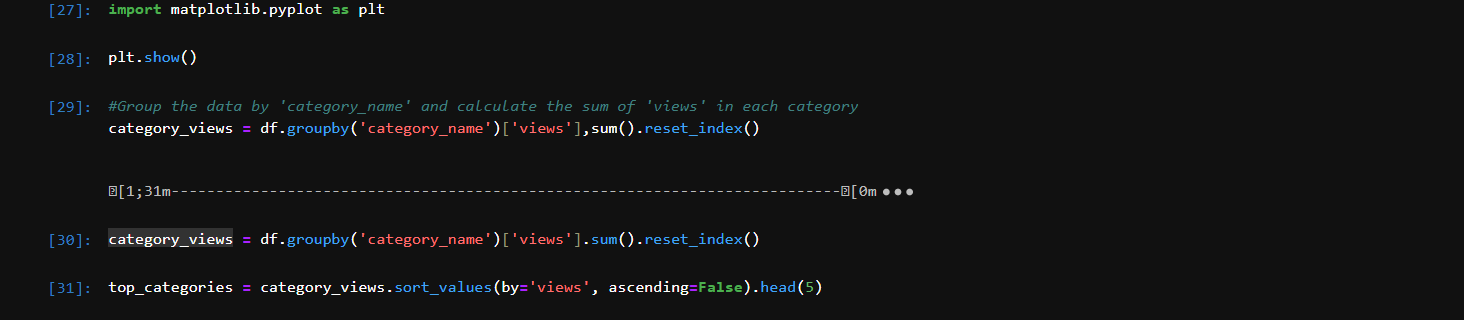 [27]: import matplotlib.pyplot as plt
[28]: plt.show()
[29]: #Group the data by 'category_name' and calculate the sum of 'views' in each category
category_views = df.groupby('category_name')['views'],sum().reset_index()
[1;31m---------------------------------------------------------------------------[0m •••
[30]: category_views = df.groupby('category_name')['views'].sum().reset_index()
[31]: top_categories = category_views.sort_values(by='views', ascending=False).head(5)